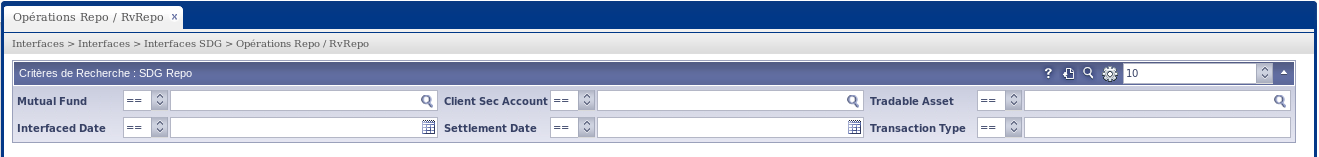 Opérations Repo / RvRepo x
Interfaces > Interfaces > Interfaces SDG > Opérations Repo / RvRepo
Critères de Recherche : SDG Repo ? 10
Mutual Fund == Client Sec Account == Tradable Asset ==
Interfaced Date == Settlement Date == Transaction Type ==